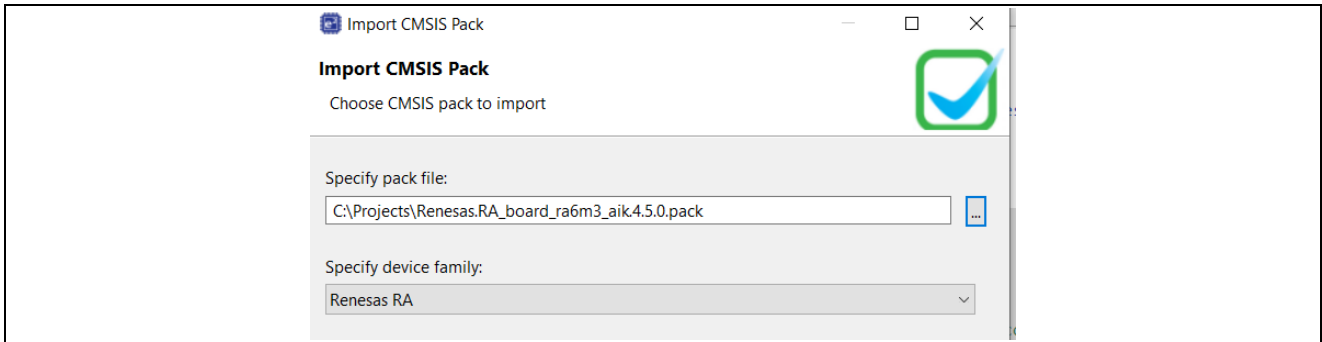 Import CMSIS Pack
Import CMSIS Pack
Choose CMSIS pack to import
Specify pack file:
C:\Projects\Renesas.RA_board_ra6m3_aik.4.5.0.pack
...
Specify device family:
Renesas RA